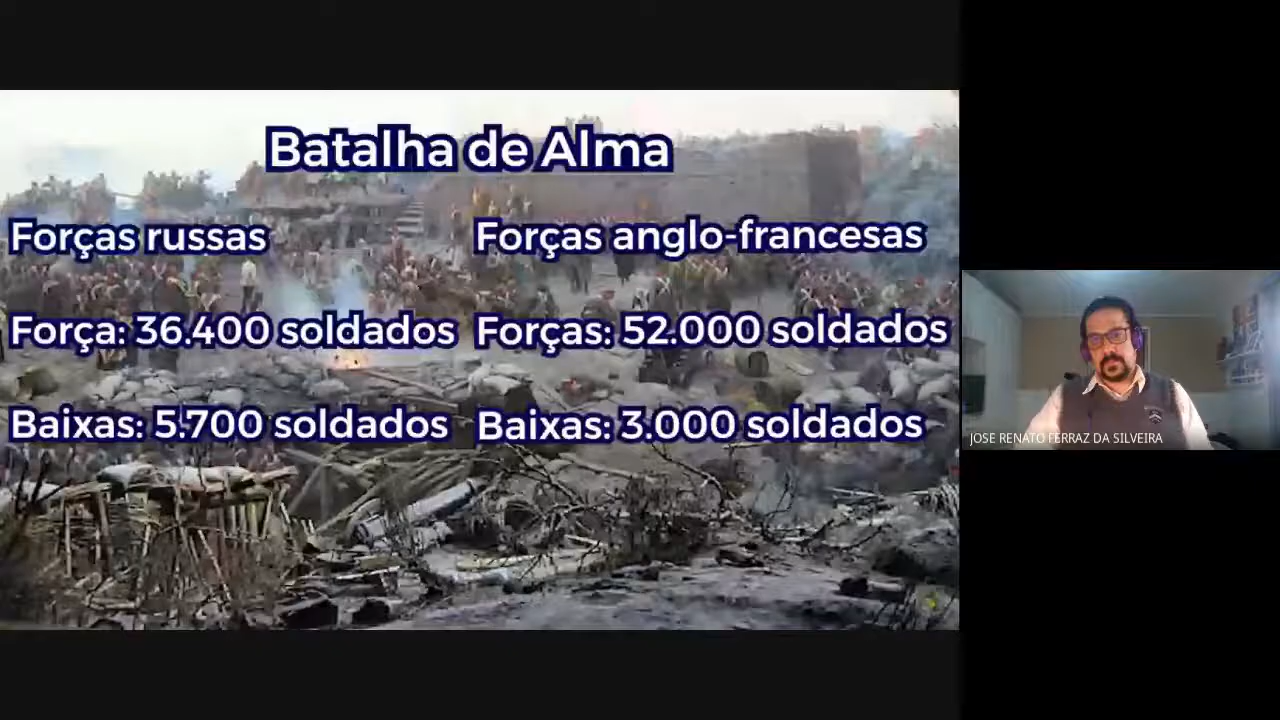 Batalha de Alma
Forças russas
Forças anglo-francesas
Força: 36.400 soldados
Forças: 52.000 soldados
Baixas: 5.700 soldados
Baixas: 3.000 soldados
JOSE RENATO FERRAZ DA SILVEIRA